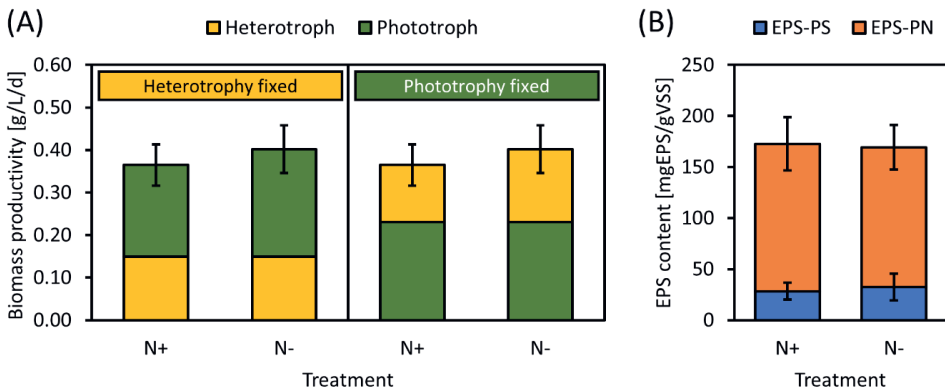 (A)
Heterotroph Phototroph
Biomass productivity [g/L/d]
0.60
0.50
0.40
0.30
0.20
0.10
0.00
Heterotrophy fixed Phototrophy fixed
N+ N- N+ N-
Treatment
(B)
EPS-PS EPS-PN
EPS content [mgEPS/gVSS]
250
200
150
100
50
0
N+ N-
Treatment